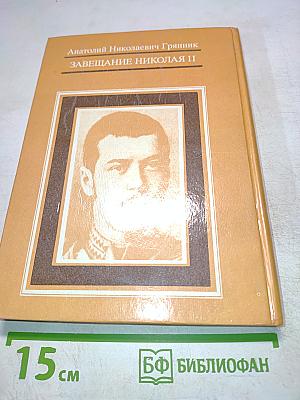 Анатолий Николаевич Грянник
ЗАВЕЩАНИЕ НИКОЛАЯ II
15 см
БФ БИБЛИОФАН